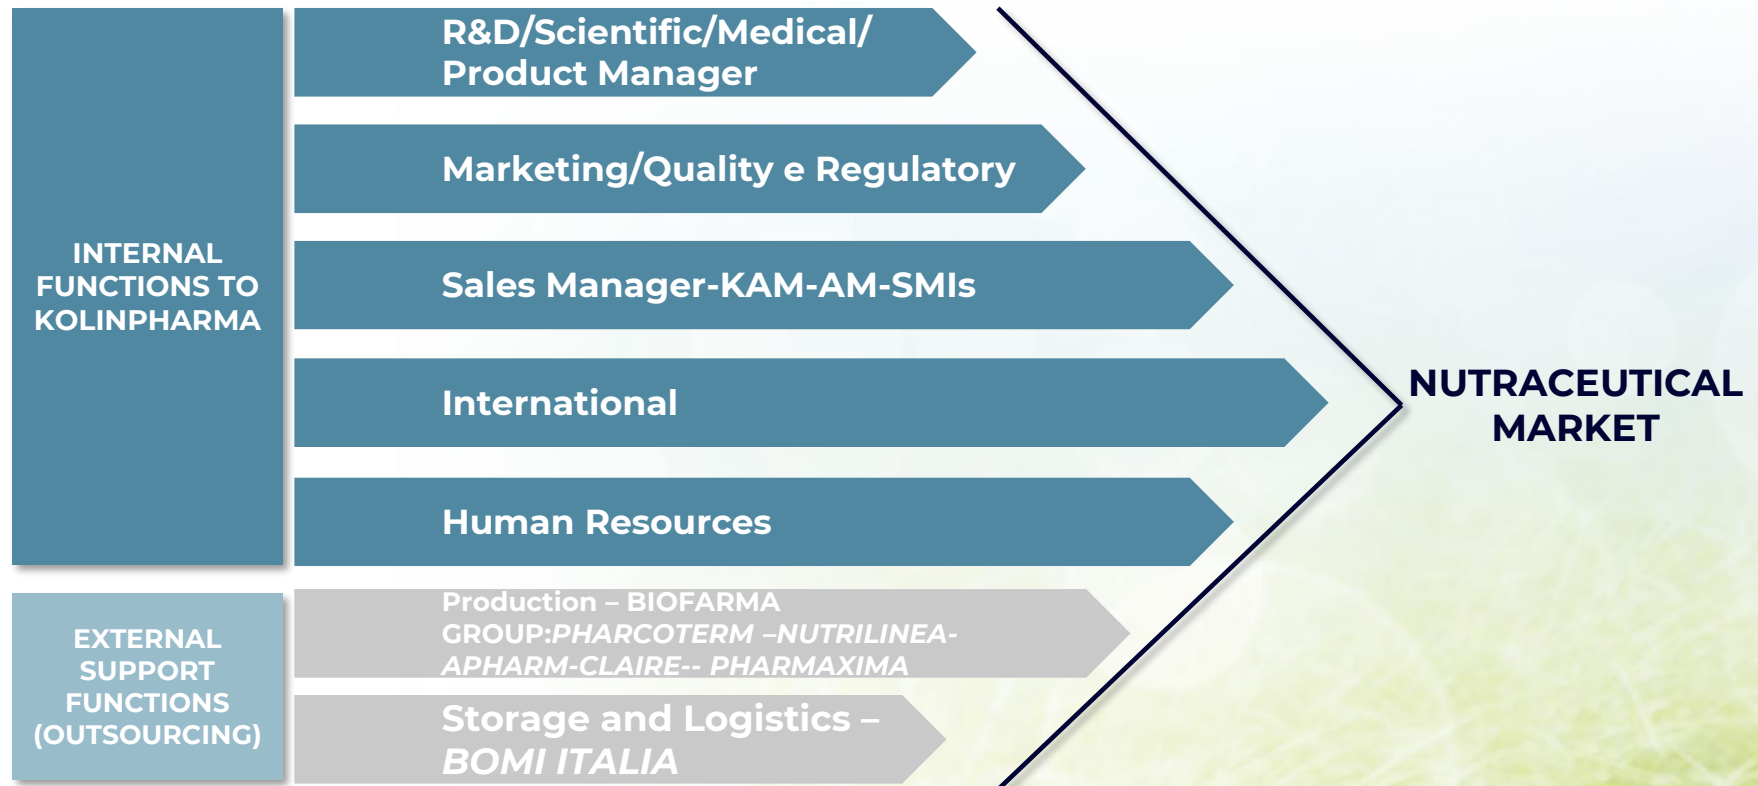 INTERNAL
FUNCTIONS TO
KOLINPHARMA
R&D/Scientific/Medical/
Product Manager
Marketing/Quality e Regulatory
Sales Manager-KAM-AM-SMIs
International
Human Resources
EXTERNAL
SUPPORT
FUNCTIONS
(OUTSOURCING)
Production – BIOFARMA
GROUP:PHARCOTERM –NUTRILINEA-
APHARM-CLAIRE-- PHARMAXIMA
Storage and Logistics –
BOMI ITALIA
NUTRACEUTICAL
MARKET